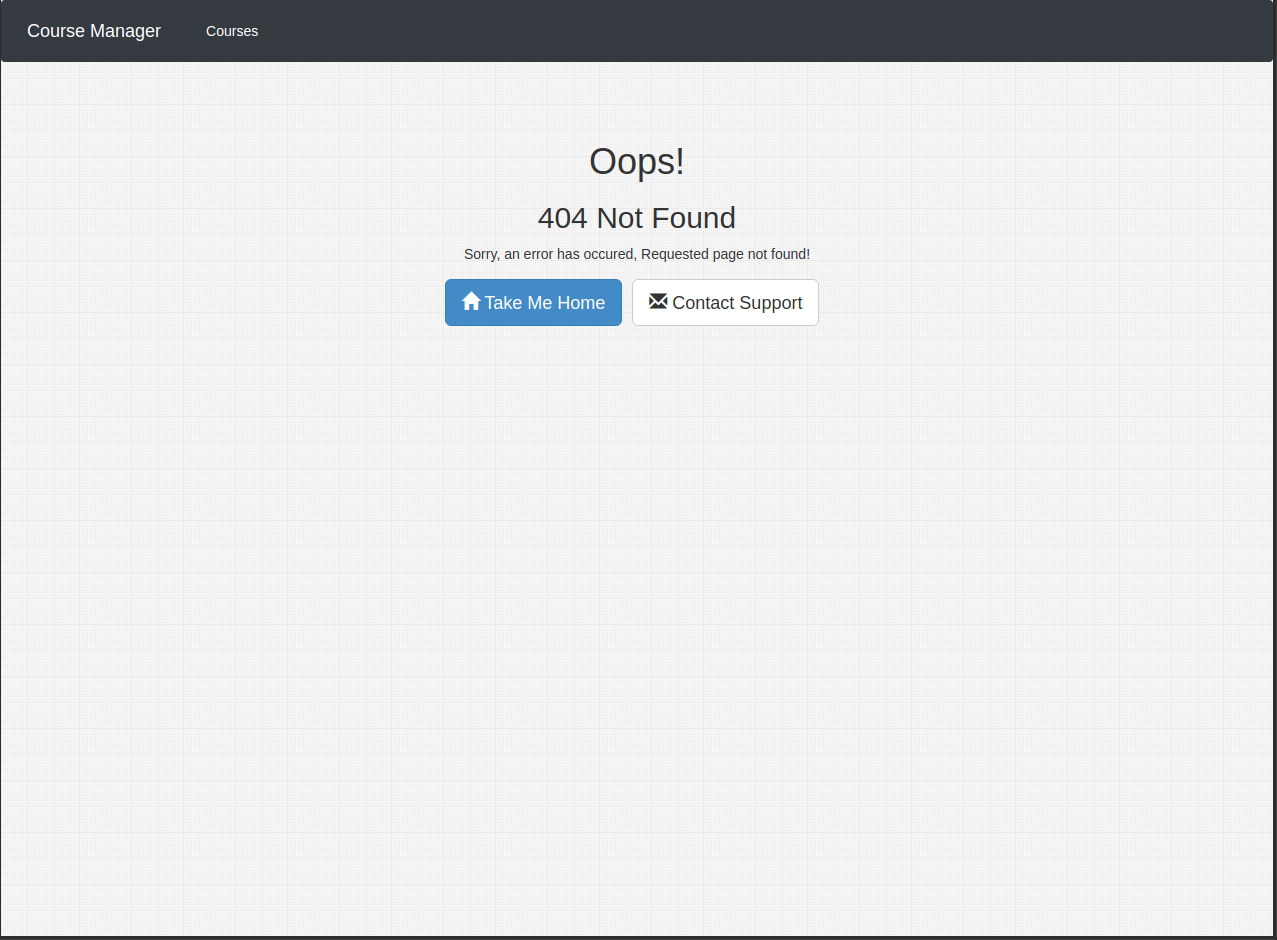 Course Manager Courses
Oops!
404 Not Found
Sorry, an error has occured, Requested page not found!
Take Me Home Contact Support